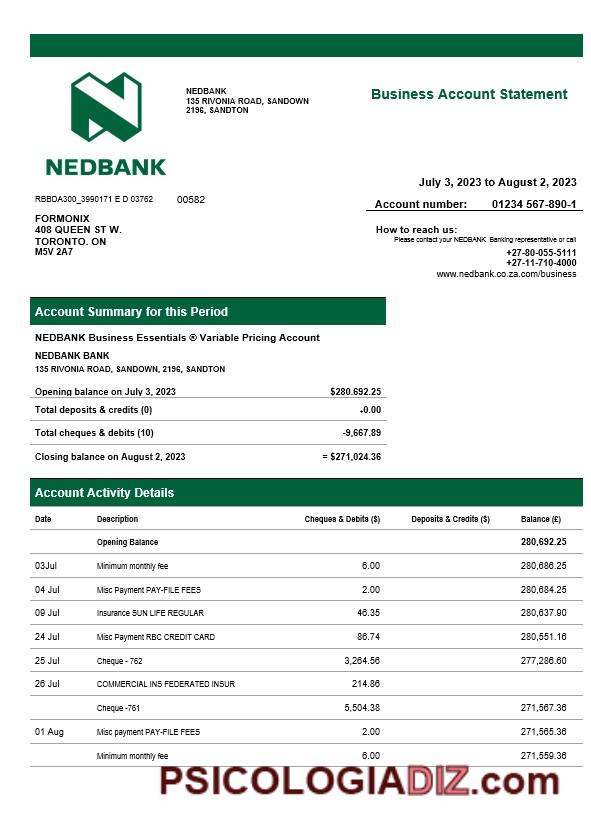 NEDBANK
NEDBANK
135 RIVONIA ROAD, SANDOWN
2196, SANDTON
Business Account Statement
July 3, 2023 to August 2, 2023
RBBDA300_3990171 E D 03762 00582
Account number: 01234 567-890-1
FORMONIX
408 QUEEN ST W.
TORONTO. ON
M5V 2A7
How to reach us:
Please contact your NEDBANK Banking representative or call
+27-80-055-5111
+27-11-710-4000
www.nedbank.co.za.com/business
Account Summary for this Period
NEDBANK Business Essentials ® Variable Pricing Account
NEDBANK BANK
135 RIVONIA ROAD, SANDOWN, 2196, SANDTON
Opening balance on July 3, 2023 $280.692.25
Total deposits & credits (0) +0.00
Total cheques & debits (10) -9,667.89
Closing balance on August 2, 2023 = $271,024.36
Account Activity Details
Date Description Cheques & Debits ($) Deposits & Credits ($) Balance (£)
Opening Balance 280,692.25
03Jul Minimum monthly fee 6.00 280,686.25
04 Jul Misc Payment PAY-FILE FEES 2.00 280,684.25
09 Jul Insurance SUN LIFE REGULAR 46.35 280,637.90
24 Jul Misc Payment RBC CREDIT CARD 86.74 280,551.16
25 Jul Cheque - 762 3,264.56 277,286.60
26 Jul COMMERCIAL INS FEDERATED INSUR 214.86
Cheque -761 5,504.38 271,567.36
01 Aug Misc payment PAY-FILE FEES 2.00 271,565.36
Minimum monthly fee 6.00 271,559.36
PSICOLOGIADIZ.com